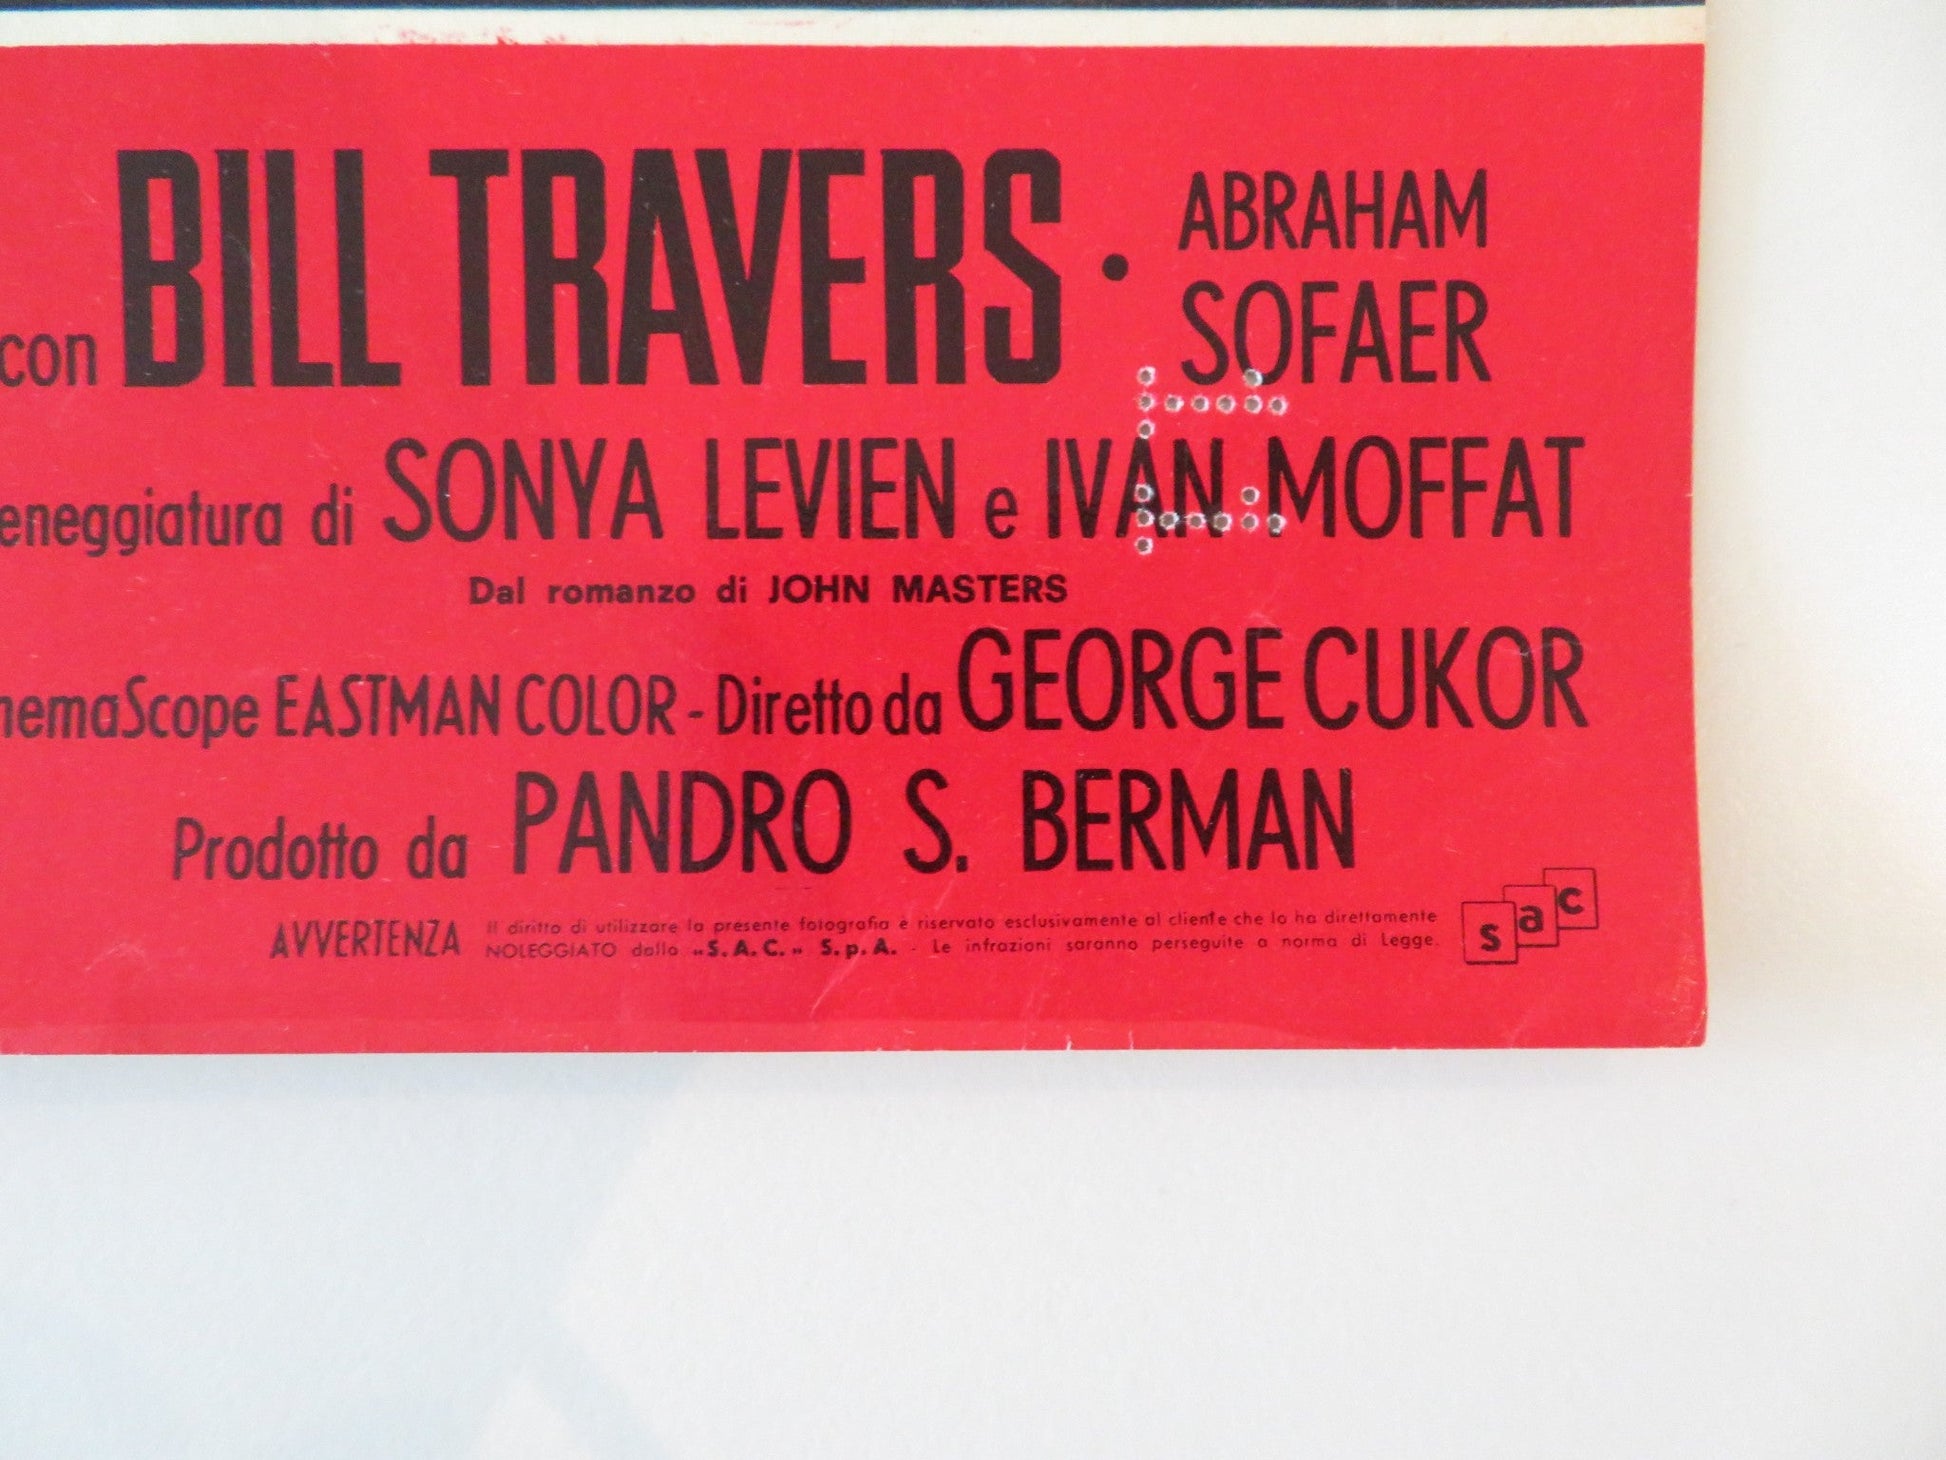 con BILL TRAVERS • ABRAHAM
SOFAER
eneggiatura di SONYA LEVIEN e IVAN MOFFAT
Dal romanzo di JOHN MASTERS
nemaScope EASTMAN COLOR - Diretto da GEORGE CUKOR
Prodotto da PANDRO S. BERMAN
AVVERTENZA Il diritto di utilizzare la presente fotografia è riservato esclusivamente al cliente che lo ha direttamente
NOLEGGIATO dalla «S.A.C.» S.p.A. - Le infrazioni saranno perseguite a norma di Legge.
sac